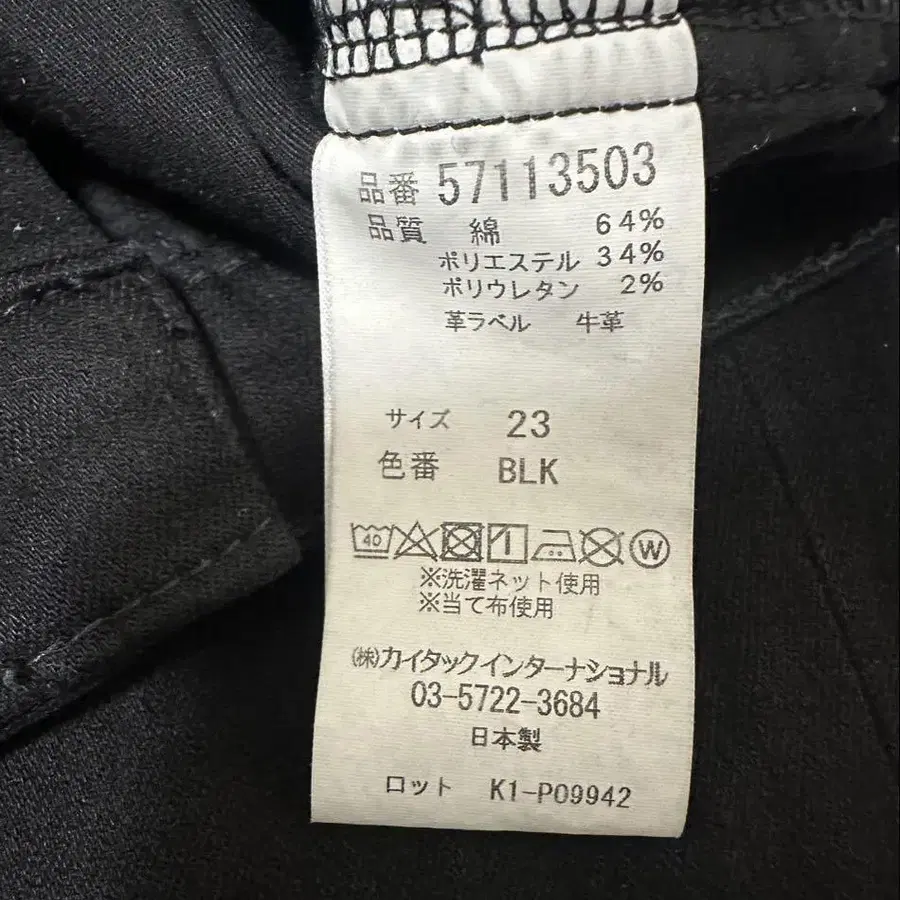 品番 57113503
品質 綿 64%
ポリエステル 34%
ポリウレタン 2%
革ラベル 牛革
サイズ 23
色番 BLK
40 W
※洗濯ネット使用
※当て布使用
㈱カイタックインターナショナル
03-5722-3684
日本製
ロット K1-P09942